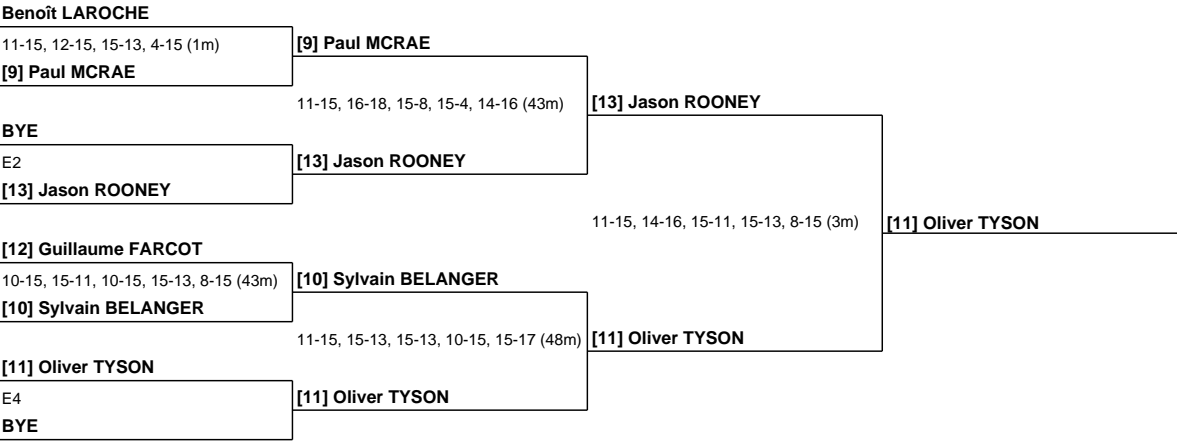 Benoît LAROCHE
11-15, 12-15, 15-13, 4-15 (1m)
[9] Paul MCRAE
[9] Paul MCRAE
11-15, 16-18, 15-8, 15-4, 14-16 (43m)
[13] Jason ROONEY
BYE
E2
[13] Jason ROONEY
[13] Jason ROONEY
11-15, 14-16, 15-11, 15-13, 8-15 (3m)
[11] Oliver TYSON
[12] Guillaume FARCOT
10-15, 15-11, 10-15, 15-13, 8-15 (43m)
[10] Sylvain BELANGER
[10] Sylvain BELANGER
11-15, 15-13, 15-13, 10-15, 15-17 (48m)
[11] Oliver TYSON
[11] Oliver TYSON
E4
[11] Oliver TYSON
BYE